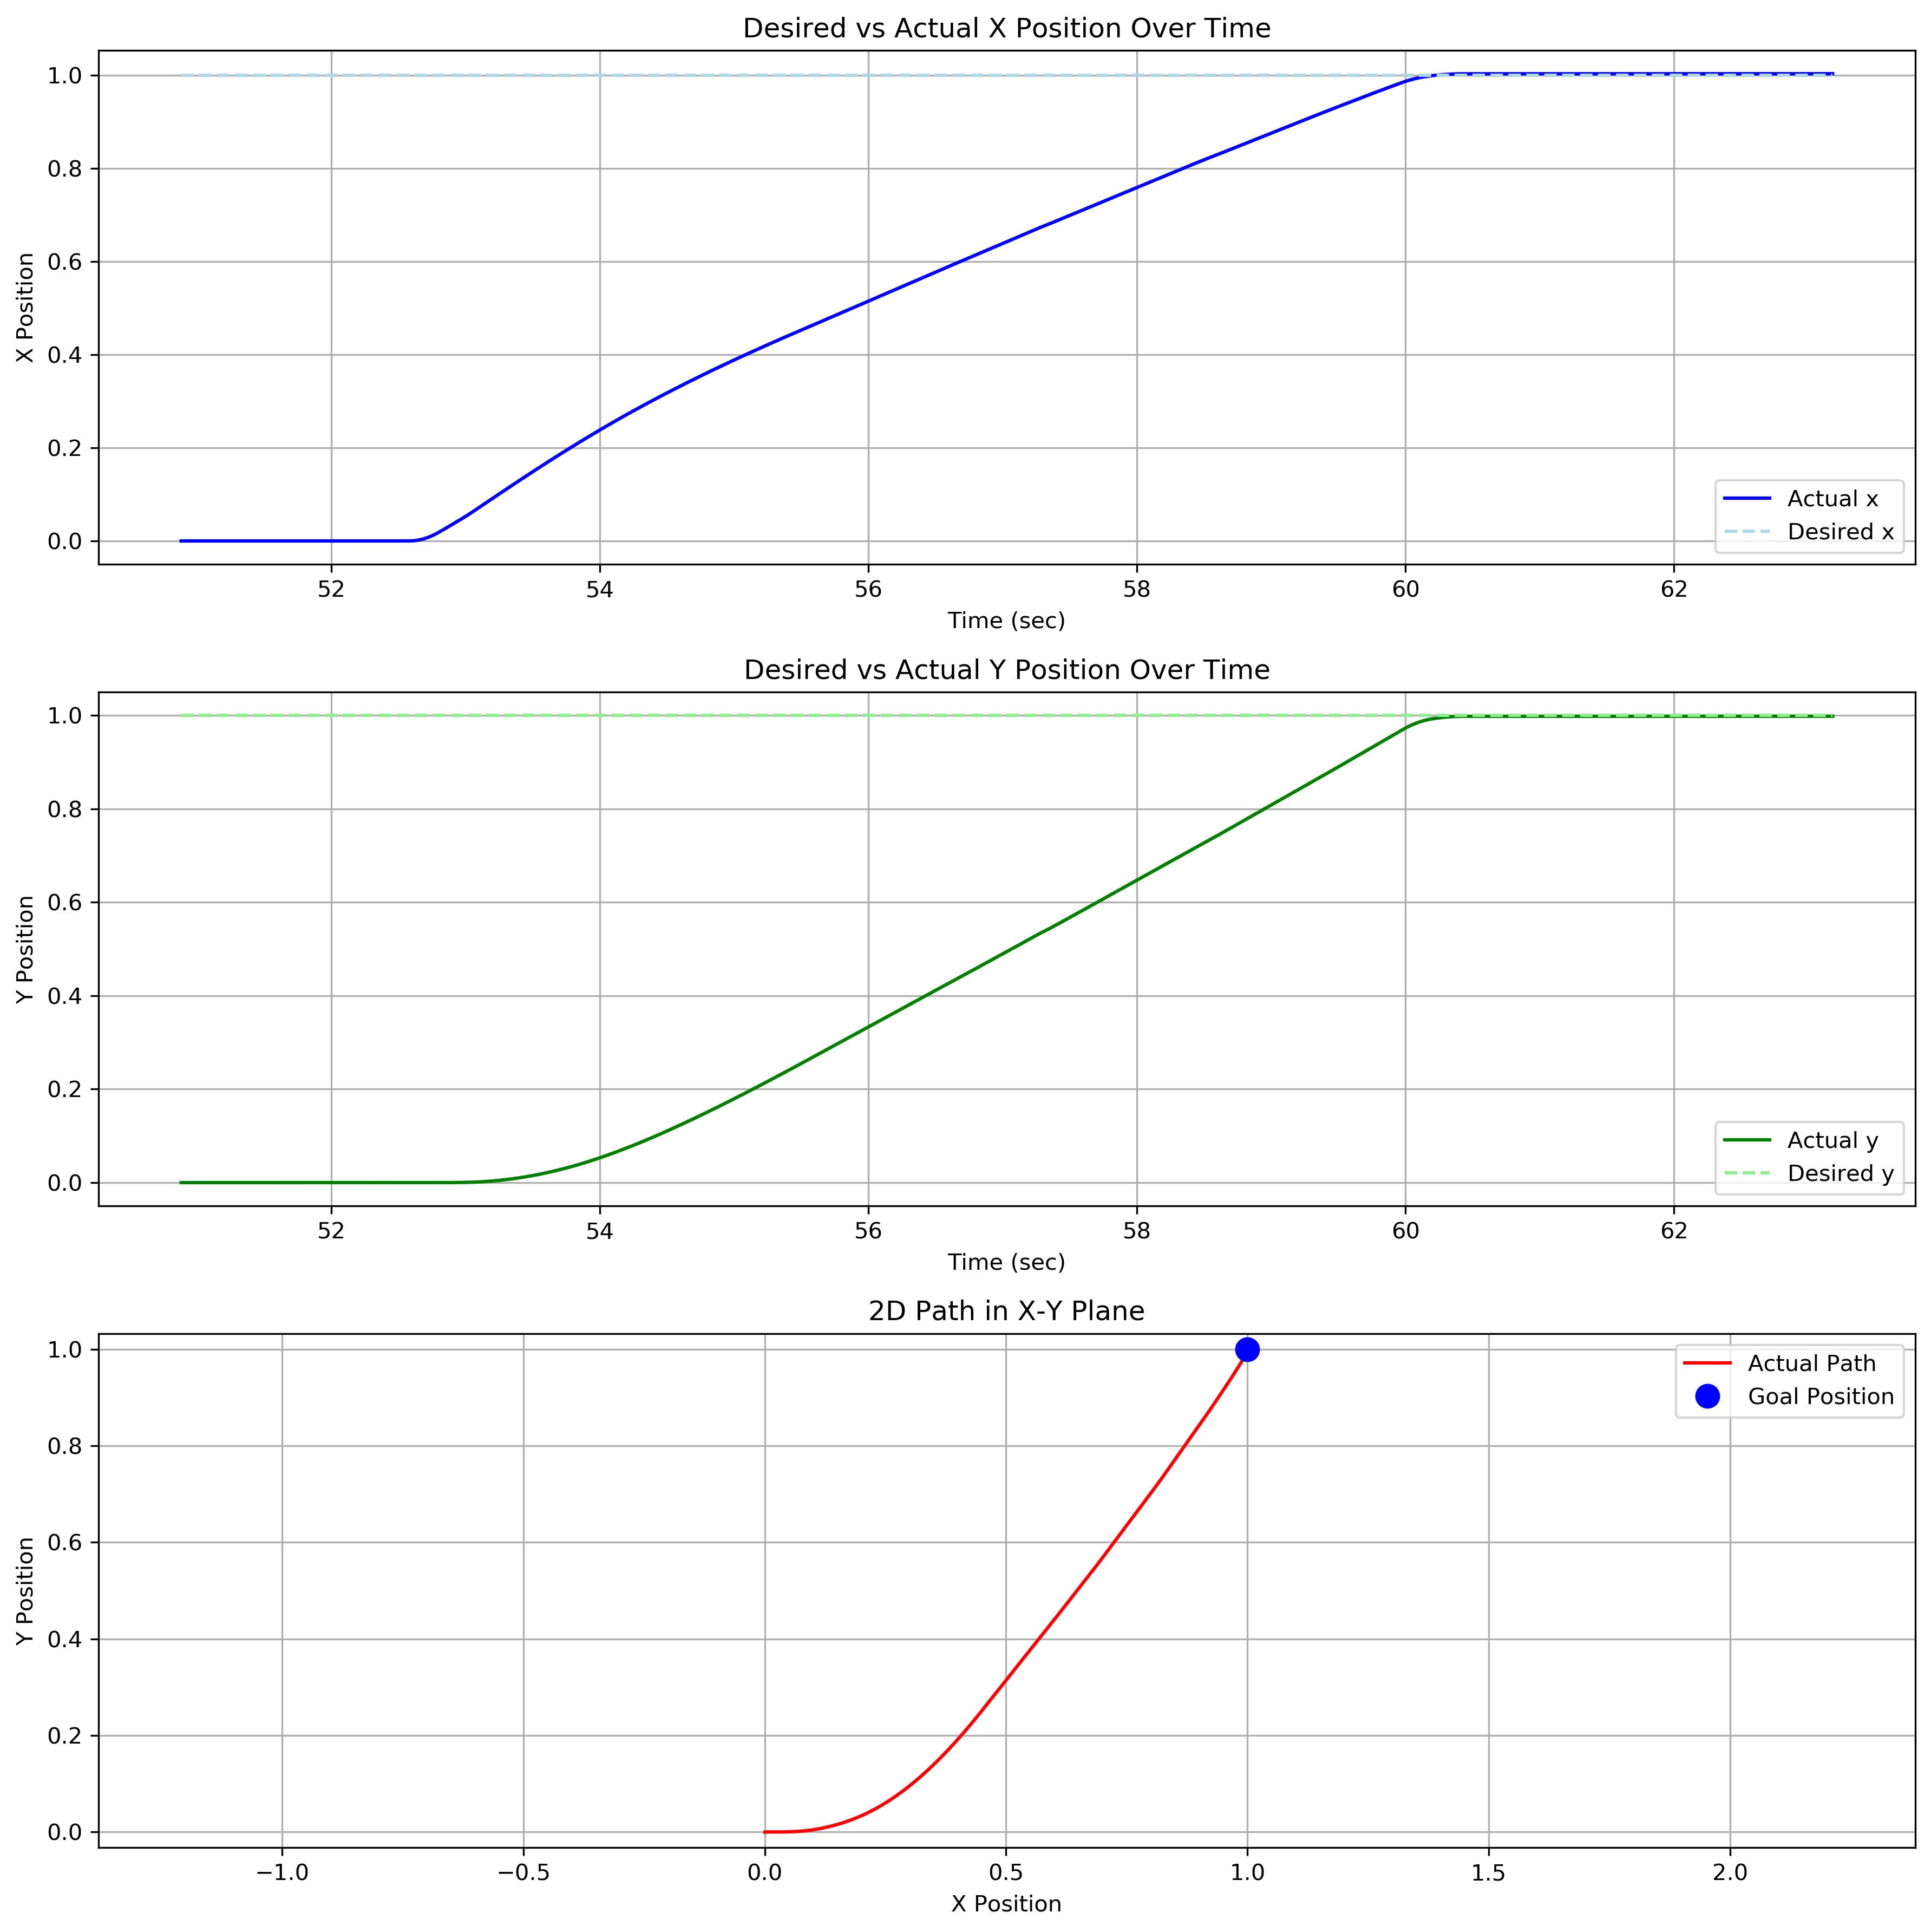 Desired vs Actual X Position Over Time
1.0
0.8
0.6
0.4
0.2
0.0
X Position
Actual x
Desired x
52 54 56 58 60 62
Time (sec)
Desired vs Actual Y Position Over Time
1.0
0.8
0.6
0.4
0.2
0.0
Y Position
Actual y
Desired y
52 54 56 58 60 62
Time (sec)
2D Path in X-Y Plane
1.0
0.8
0.6
0.4
0.2
0.0
Y Position
Actual Path
Goal Position
−1.0 −0.5 0.0 0.5 1.0 1.5 2.0
X Position